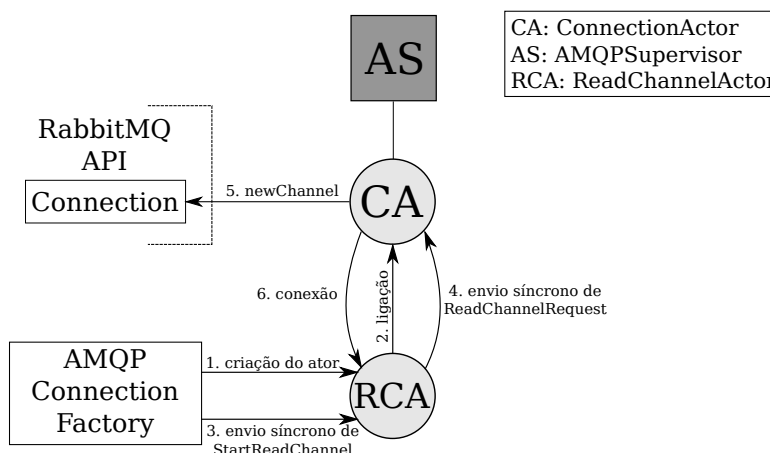 AS
CA: ConnectionActor
AS: AMQPSupervisor
RCA: ReadChannelActor
RabbitMQ
API
Connection
5. newChannel
CA
6. conexão
2. ligação
4. envio síncrono de
ReadChannelRequest
AMQP
Connection
Factory
1. criação do ator
RCA
3. envio síncrono de
StartReadChannel